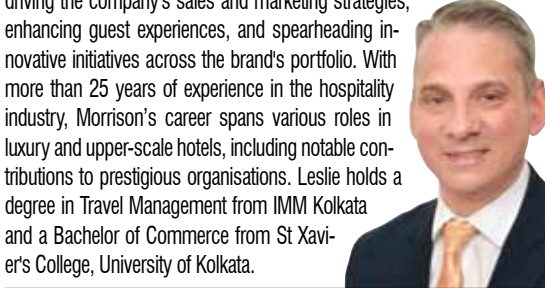 driving the company's sales and marketing strategies,
enhancing guest experiences, and spearheading in-
novative initiatives across the brand's portfolio. With
more than 25 years of experience in the hospitality
industry, Morrison’s career spans various roles in
luxury and upper-scale hotels, including notable con-
tributions to prestigious organisations. Leslie holds a
degree in Travel Management from IMM Kolkata
and a Bachelor of Commerce from St Xavi-
er's College, University of Kolkata.